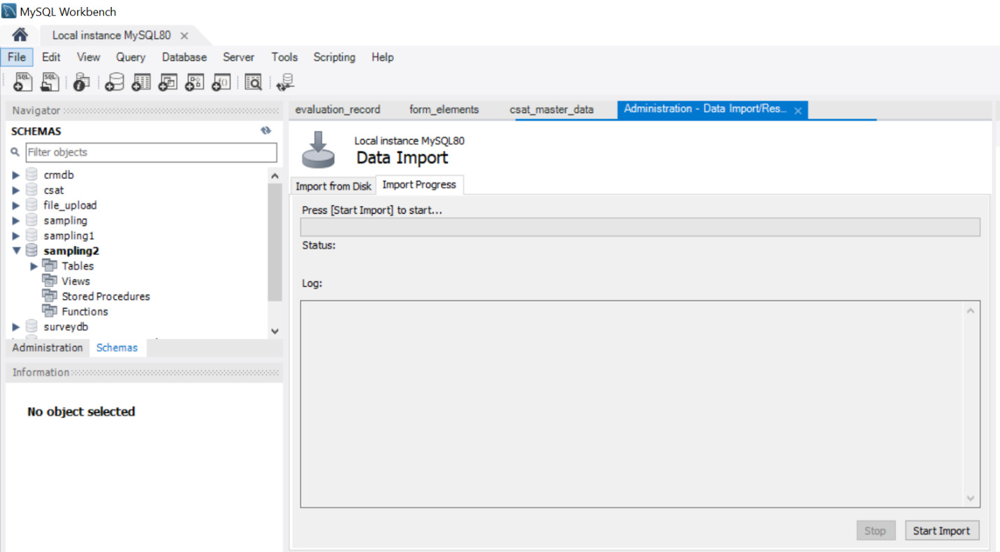 MySQL Workbench
Local instance MySQL80
File Edit View Query Database Server Tools Scripting Help
Navigator
SCHEMAS
Filter objects
crmdb
csat
file_upload
sampling
sampling1
sampling2
Tables
Views
Stored Procedures
Functions
surveydb
Administration Schemas
Information
No object selected
evaluation_record form_elements csat_master_data Administration - Data Import/Res...
Local instance MySQL80
Data Import
Import from Disk Import Progress
Press [Start Import] to start...
Status:
Log:
Stop Start Import